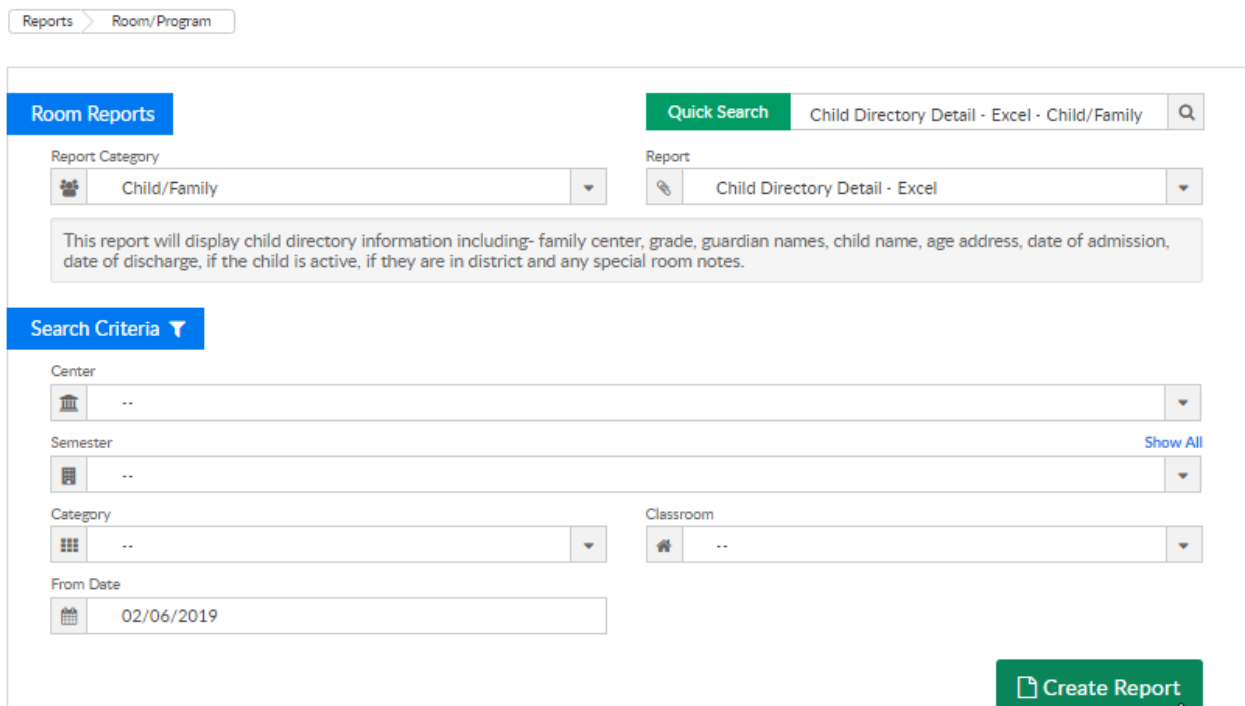 Reports Room/Program
Room Reports
Quick Search Child Directory Detail - Excel - Child/Family
Report Category
Report
Child/Family
Child Directory Detail - Excel
This report will display child directory information including- family center, grade, guardian names, child name, age address, date of admission,
date of discharge, if the child is active, if they are in district and any special room notes.
Search Criteria
Center
--
Semester
Show All
--
Category
Classroom
--
--
From Date
02/06/2019
Create Report